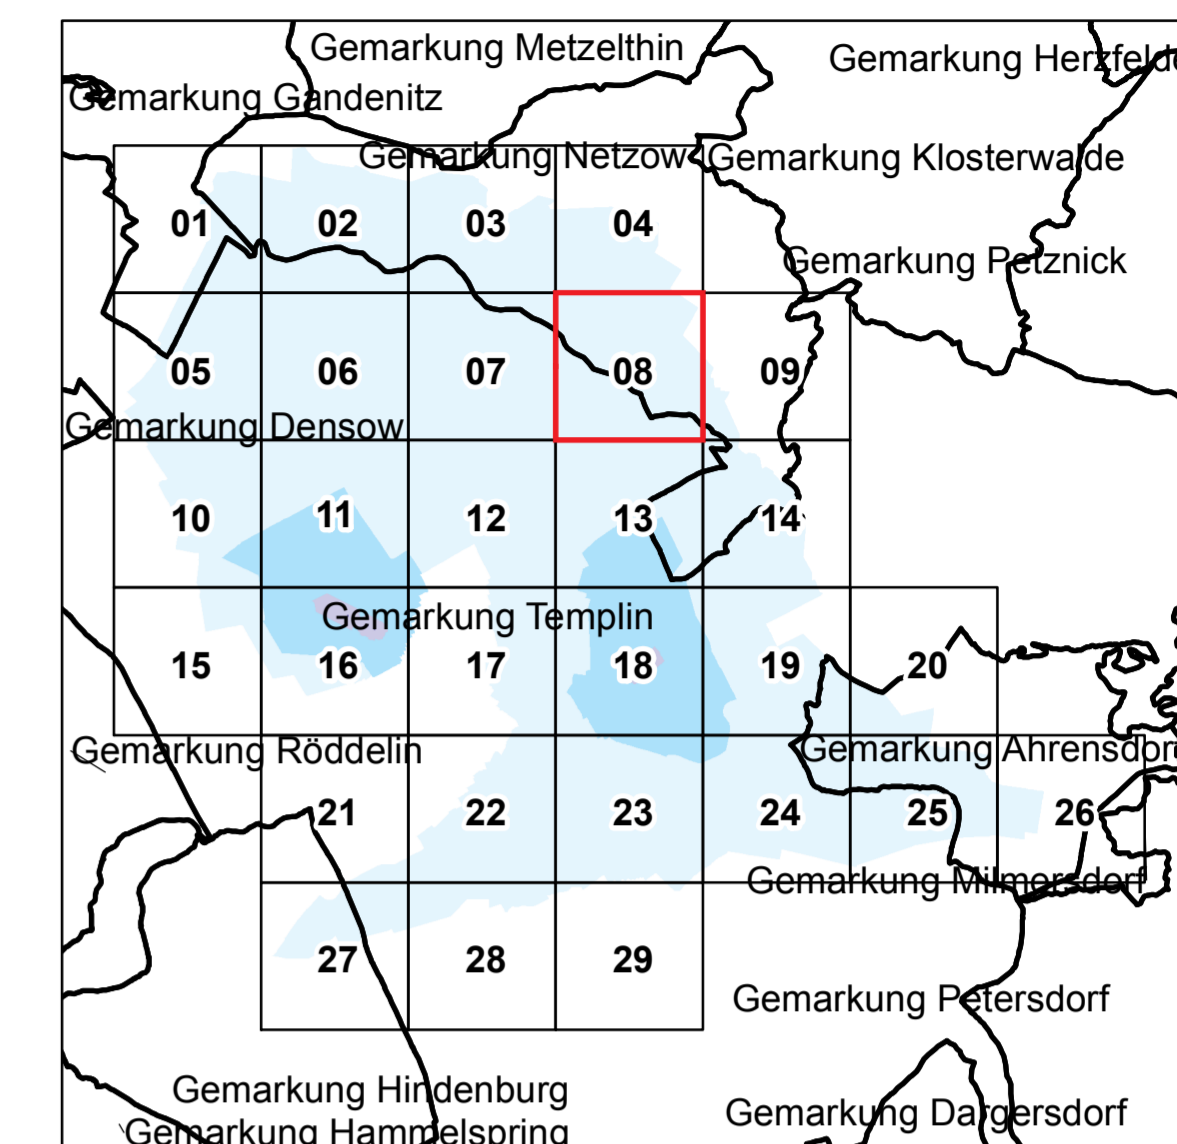 Gemarkung Metzelthin
Gemarkung Herzfelde
Gemarkung Gandenitz
Gemarkung Netzow
Gemarkung Klosterwalde
01 02 03 04
Gemarkung Petznick
05 06 07 08 09
Gemarkung Densow
10 11 12 13 14
Gemarkung Templin
15 16 17 18 19 20
Gemarkung Röddelin
Gemarkung Ahrensdor
21 22 23 24 25 26
Gemarkung Milmersdorf
27 28 29
Gemarkung Petersdorf
Gemarkung Hindenburg
Gemarkung Dargersdorf
Gemarkung Hammelspring